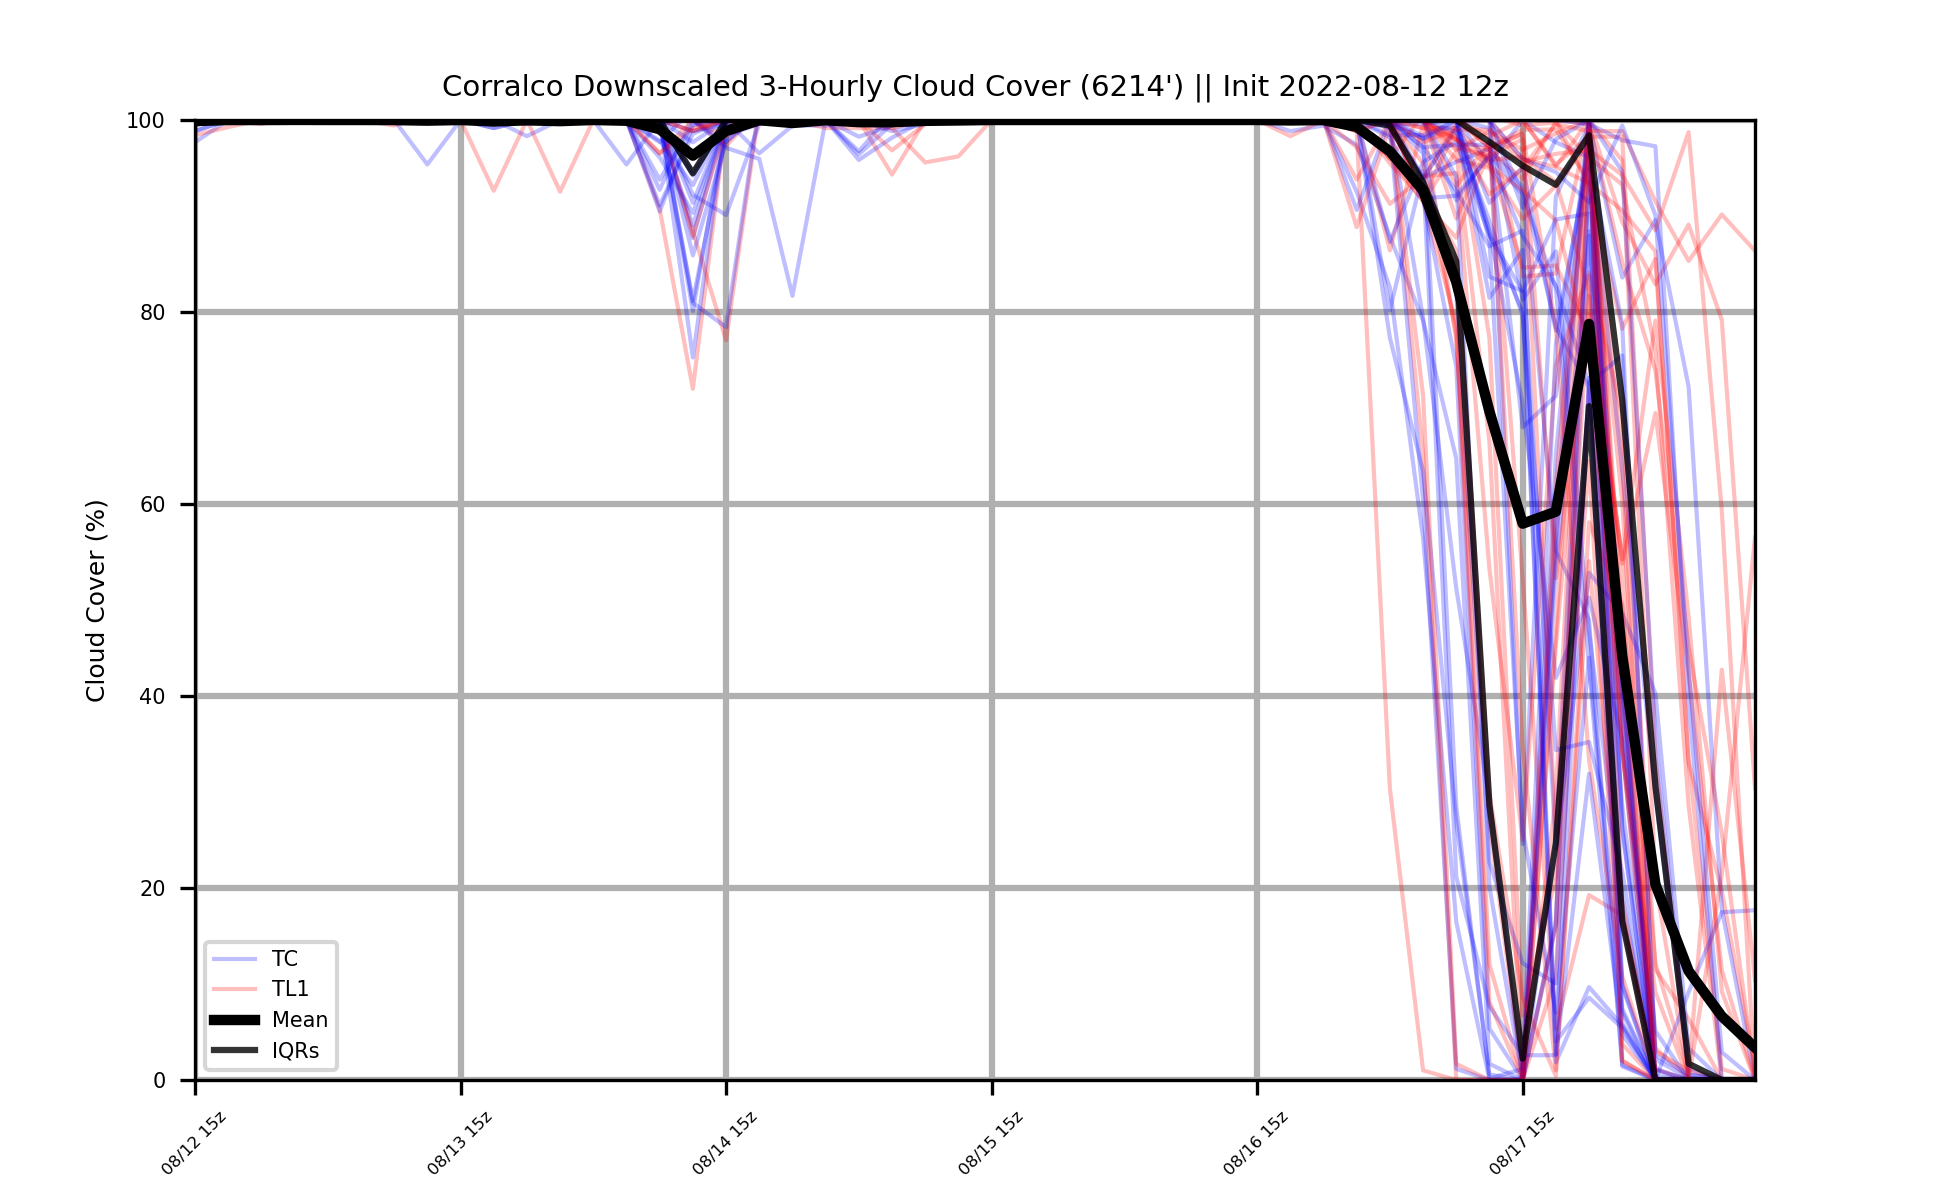 Corralco Downscaled 3-Hourly Cloud Cover (6214') || Init 2022-08-12 12z
Cloud Cover (%)
100
80
60
40
20
0
TC
TL1
Mean
IQRs
08/12 15z
08/13 15z
08/14 15z
08/15 15z
08/16 15z
08/17 15z